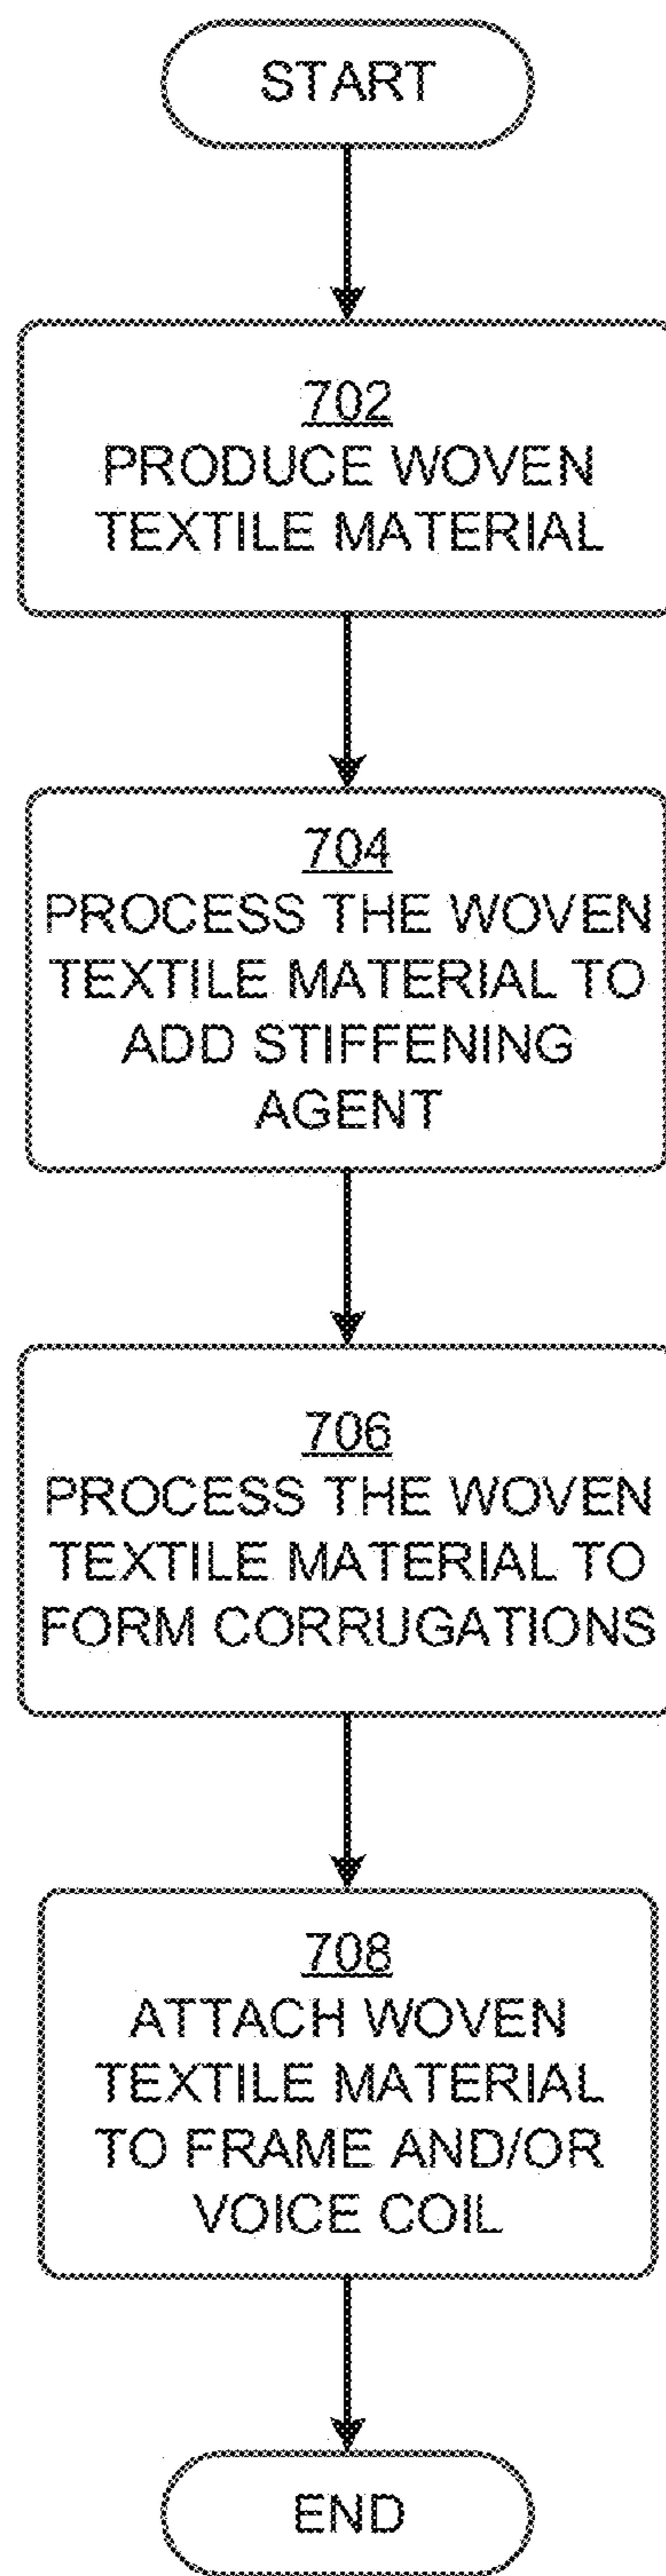 START
702
PRODUCE WOVEN
TEXTILE MATERIAL
704
PROCESS THE WOVEN
TEXTILE MATERIAL TO
ADD STIFFENING
AGENT
706
PROCESS THE WOVEN
TEXTILE MATERIAL TO
FORM CORRUGATIONS
708
ATTACH WOVEN
TEXTILE MATERIAL
TO FRAME AND/OR
VOICE COIL
END